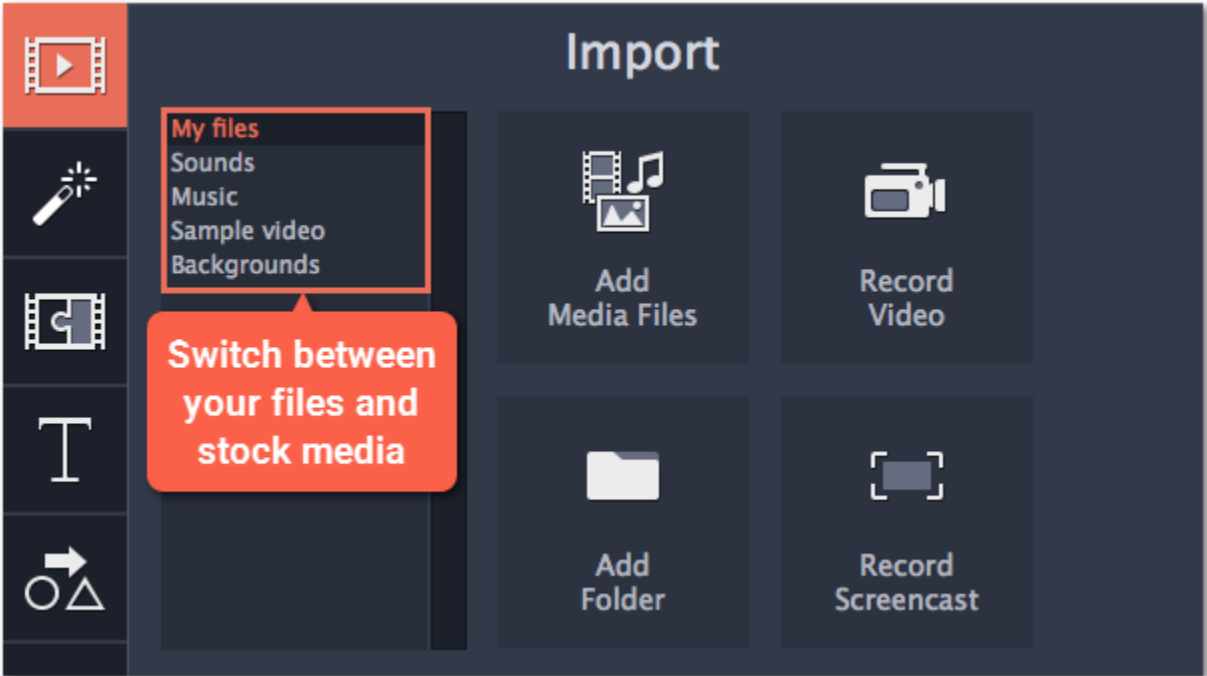 Import
My files
Sounds
Music
Sample video
Backgrounds
Switch between
your files and
stock media
Add
Media Files
Record
Video
Add
Folder
Record
Screencast